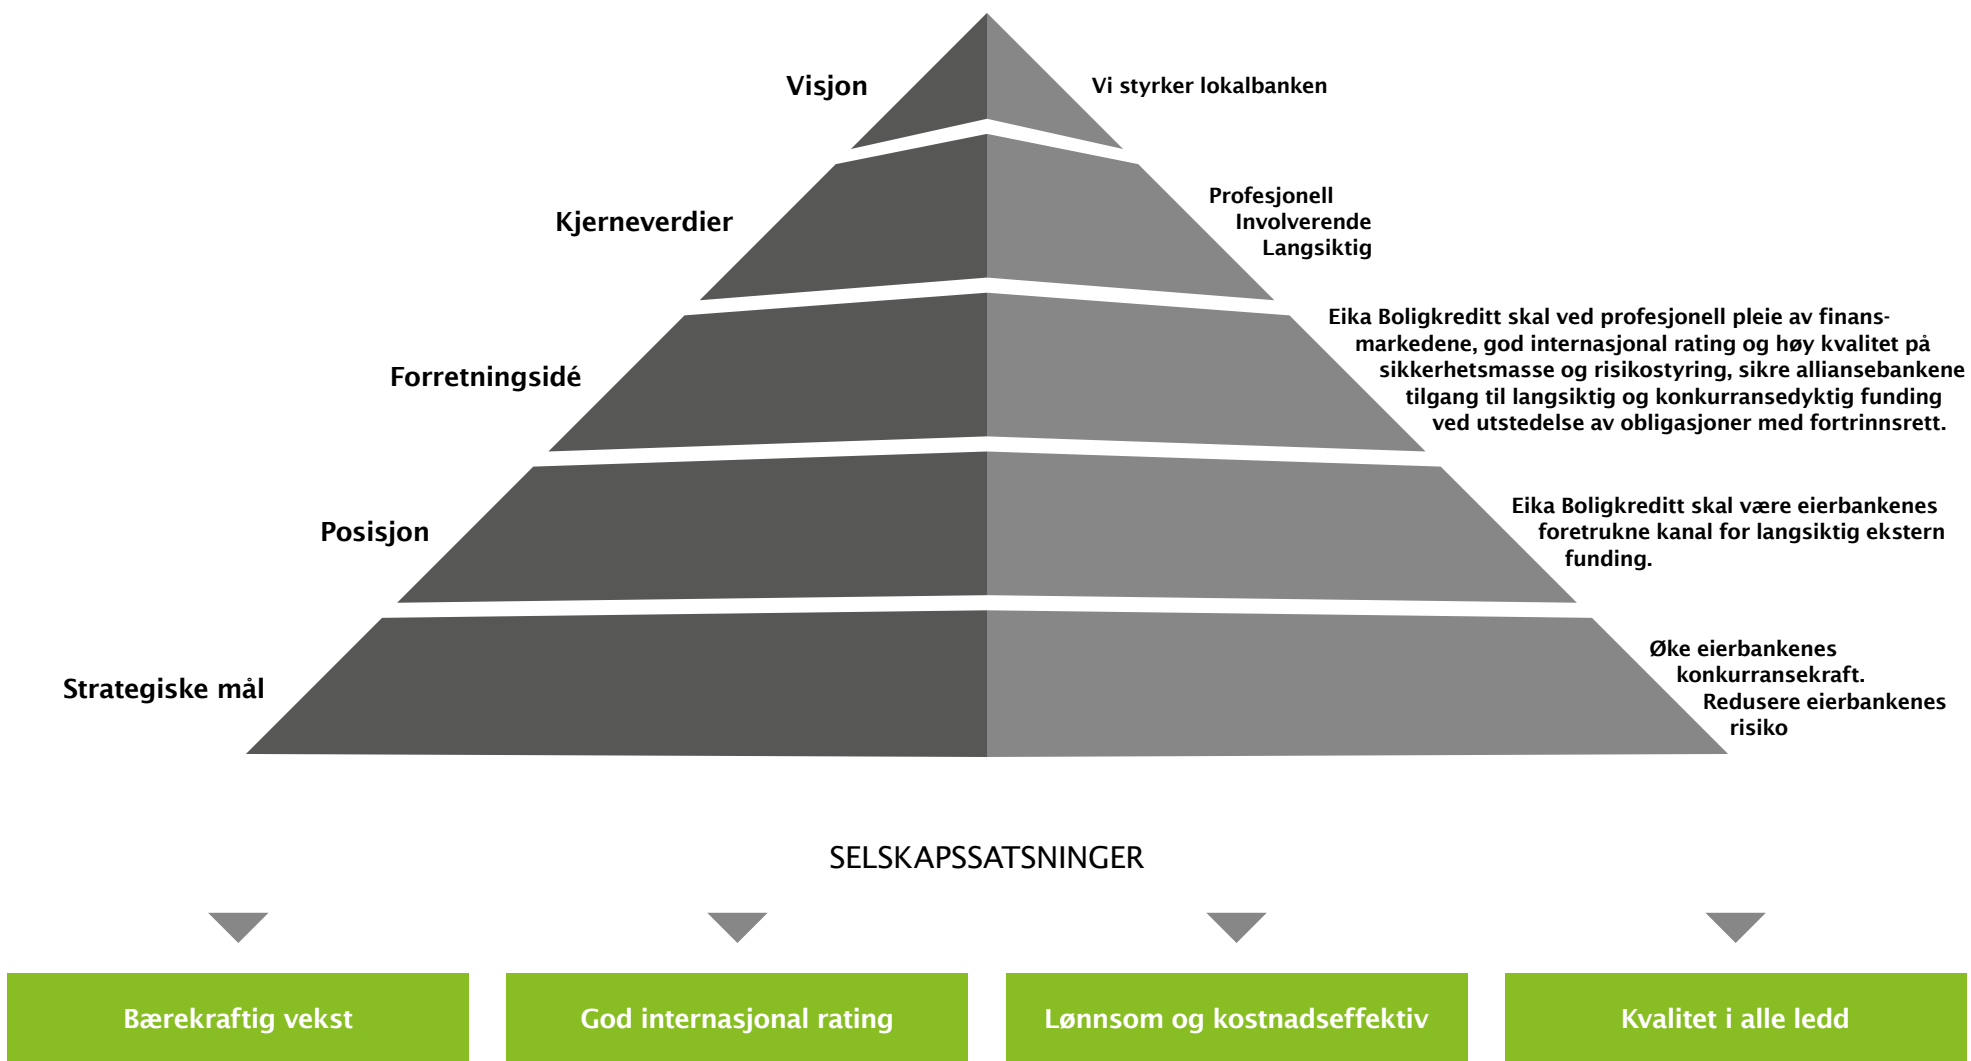 Visjon
Vi styrker lokalbanken
Kjerneverdier
Profesjonell
Involverende
Langsiktig
Forretningsidé
Eika Boligkreditt skal ved profesjonell pleie av finans-
markedene, god internasjonal rating og høy kvalitet på
sikkerhetsmasse og risikostyring, sikre alliansebankene
tilgang til langsiktig og konkurransedyktig funding
ved utstedelse av obligasjoner med fortrinnsrett.
Posisjon
Eika Boligkreditt skal være eierbankenes
foretrukne kanal for langsiktig ekstern
funding.
Strategiske mål
Øke eierbankenes
konkurransekraft.
Redusere eierbankenes
risiko
SELSKAPSSATSNINGER
Bærekraftig vekst
God internasjonal rating
Lønnsom og kostnadseffektiv
Kvalitet i alle ledd